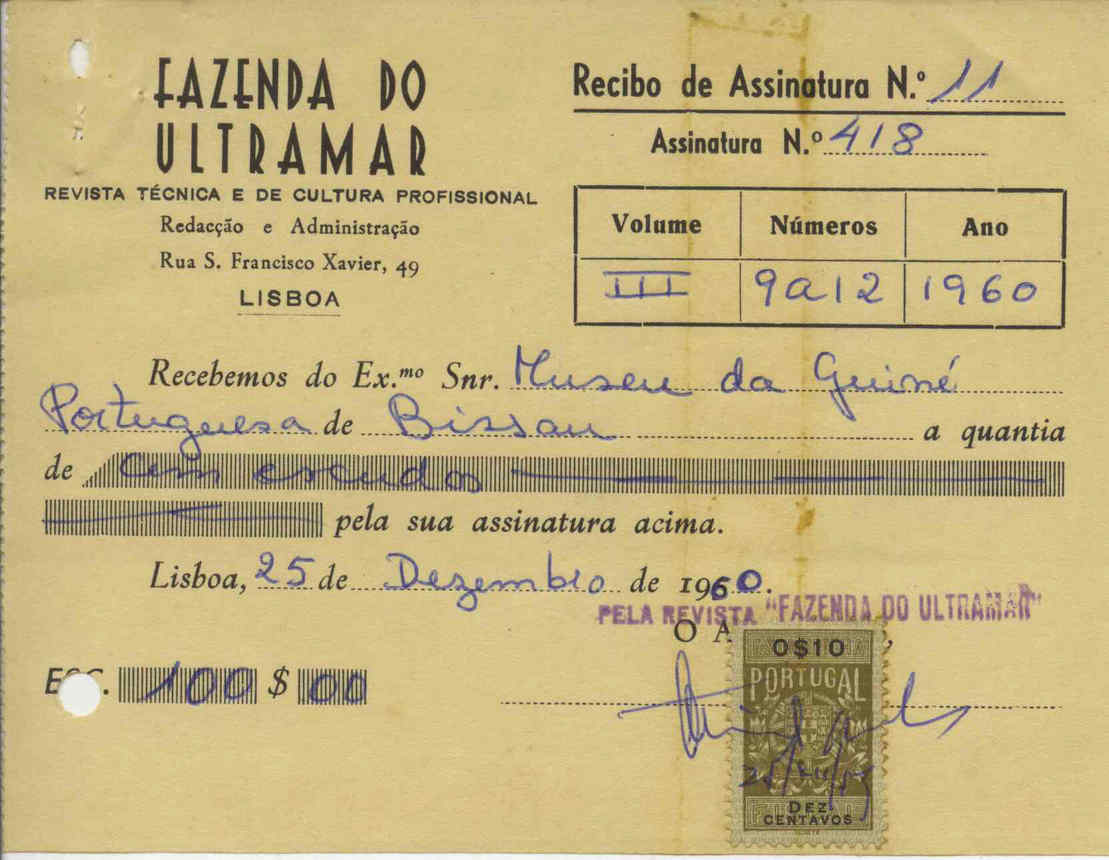 FAZENDA DO
ULTRAMAR
REVISTA TÉCNICA E DE CULTURA PROFISSIONAL
Redacção e Administração
Rua S. Francisco Xavier, 49
LISBOA
Recibo de Assinatura N.º 11
Assinatura N.º 418
Volume Números Ano
III 9 a 12 1960
Recebemos do Ex.mo Snr. Museu da Guiné
Portuguesa de Bissau a quantia
de cem escudos
pela sua assinatura acima.
Lisboa, 25 de Dezembro de 1960.
PELA REVISTA "FAZENDA DO ULTRAMAR"
O A
ESC. 100 $ 00
0$10
PORTUGAL
DEZ
CENTAVOS